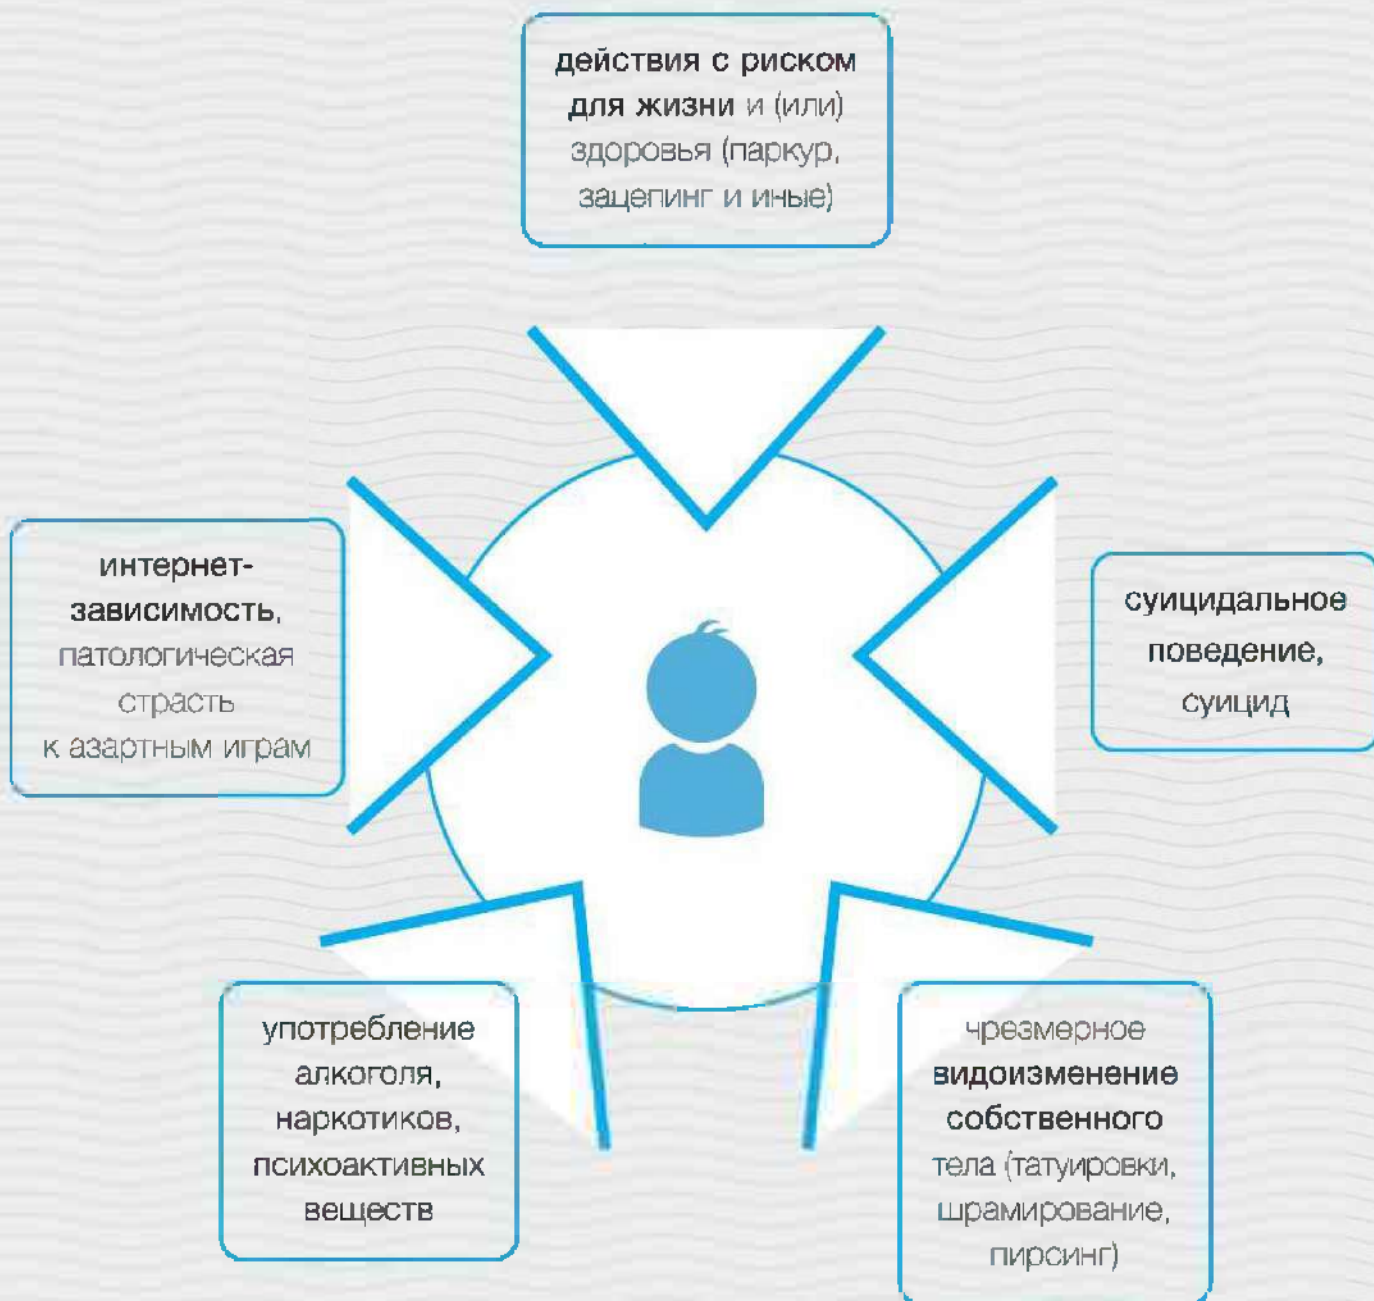 действия с риском
для жизни и (или)
здоровья (паркур,
зацепинг и иные)
интернет-
зависимость,
патологическая
страсть
к азартным играм
суицидальное
поведение,
суицид
употребление
алкоголя,
наркотиков,
психоактивных
веществ
чрезмерное
видоизменение
собственного
тела (татуировки,
шрамирование,
пирсинг)